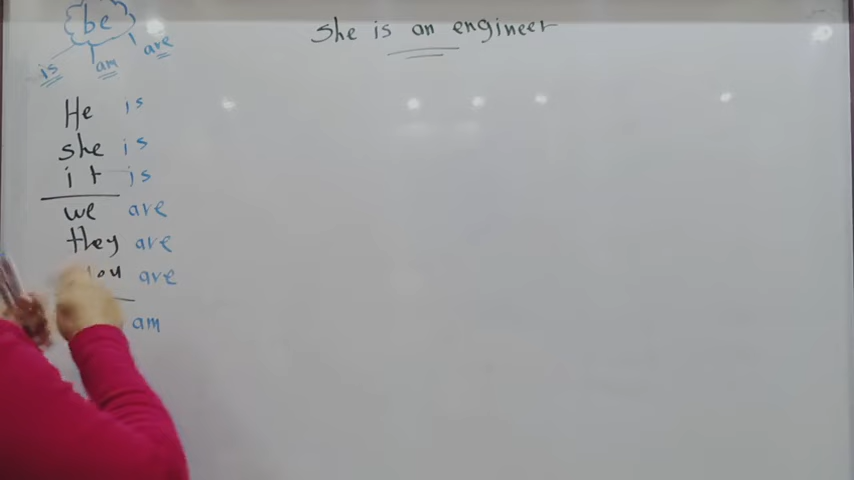 be
is am are
She is an engineer
He is
she is
it is
we are
they are
you are
am